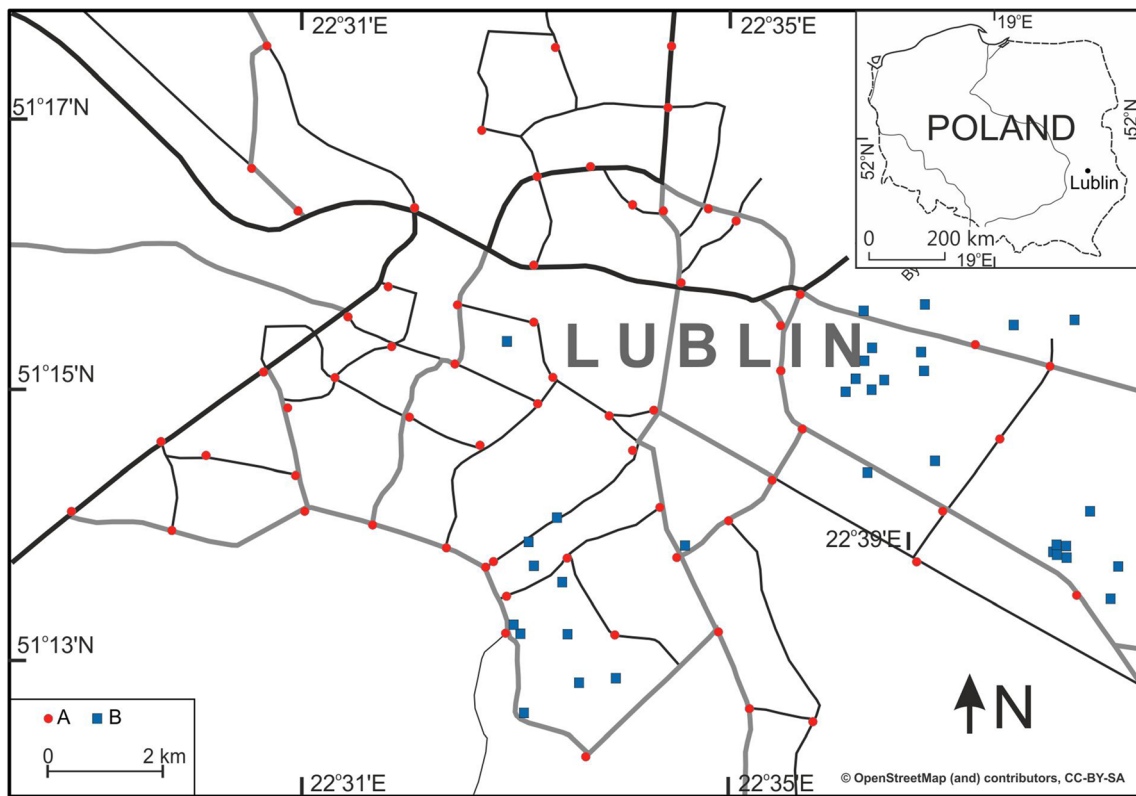 22°31'E
22°35'E
19°E
51°17'N
POLAND
52°N
52°N
Lublin
0 200 km
19°E
By
LUBLIN
51°15'N
22°39'E
51°13'N
A B
N
0 2 km
22°31'E
22°35'E
© OpenStreetMap (and) contributors, CC-BY-SA